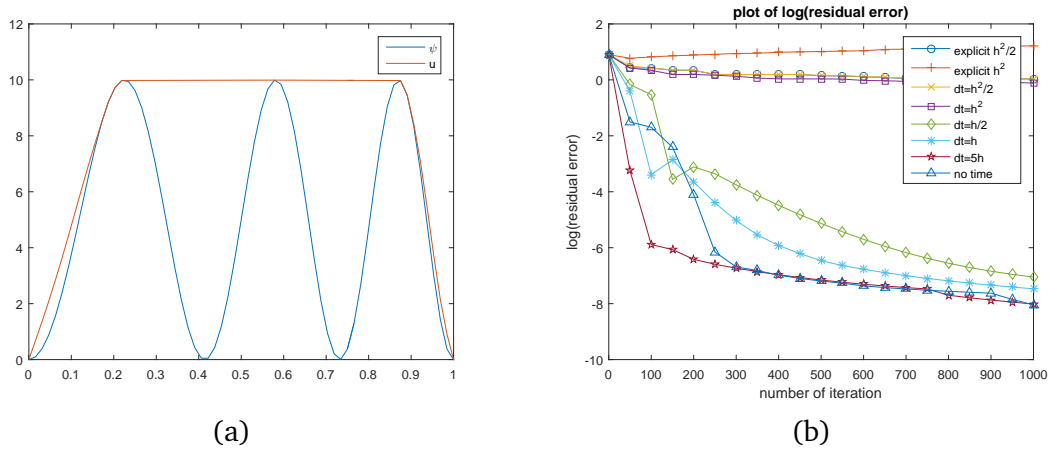 12
10
8
6
4
2
0
0 0.1 0.2 0.3 0.4 0.5 0.6 0.7 0.8 0.9 1
ψ
u
(a)
plot of log(residual error)
2
0
-2
-4
-6
-8
-10
log(residual error)
0 100 200 300 400 500 600 700 800 900 1000
number of iteration
explicit h²/2
explicit h²
dt=h²/2
dt=h²
dt=h/2
dt=h
dt=5h
no time
(b)